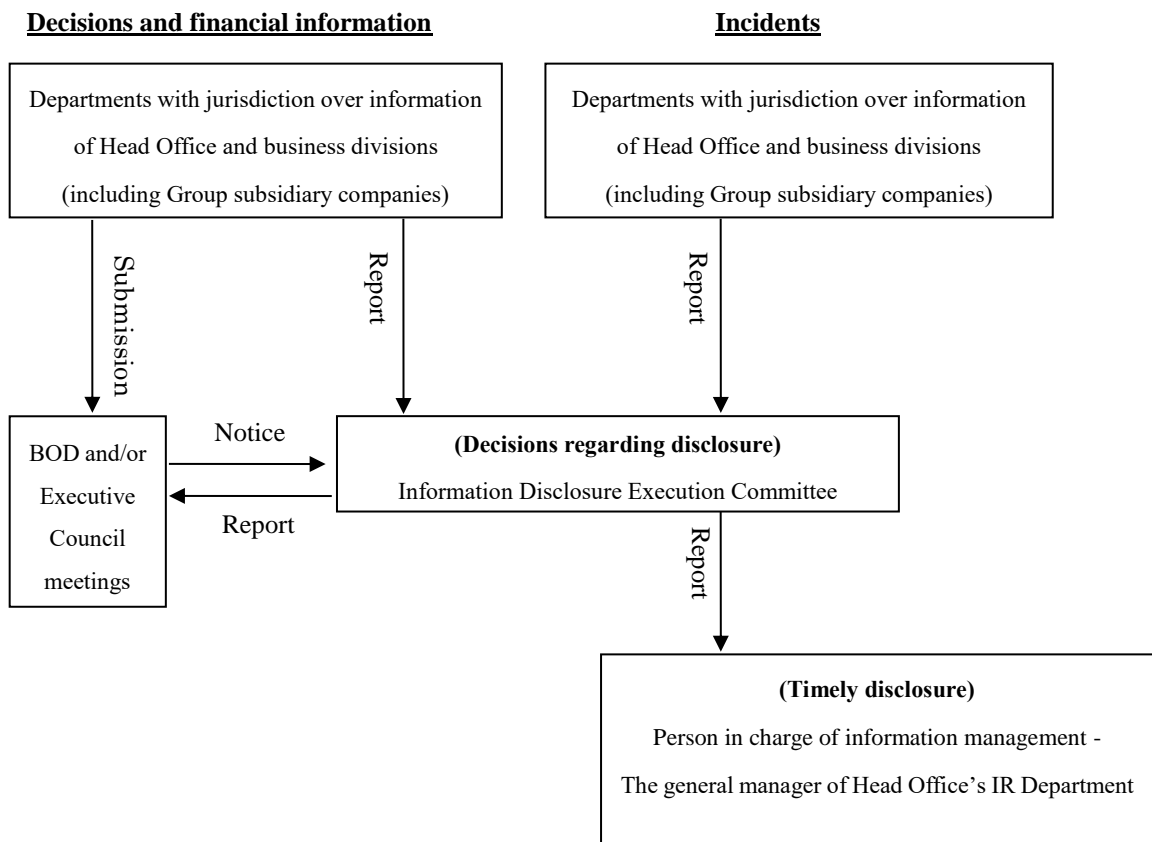 Decisions and financial information
Incidents
Departments with jurisdiction over information
of Head Office and business divisions
(including Group subsidiary companies)
Departments with jurisdiction over information
of Head Office and business divisions
(including Group subsidiary companies)
Submission
Report
Report
BOD and/or
Executive
Council
meetings
Notice
Report
(Decisions regarding disclosure)
Information Disclosure Execution Committee
Report
(Timely disclosure)
Person in charge of information management -
The general manager of Head Office’s IR Department